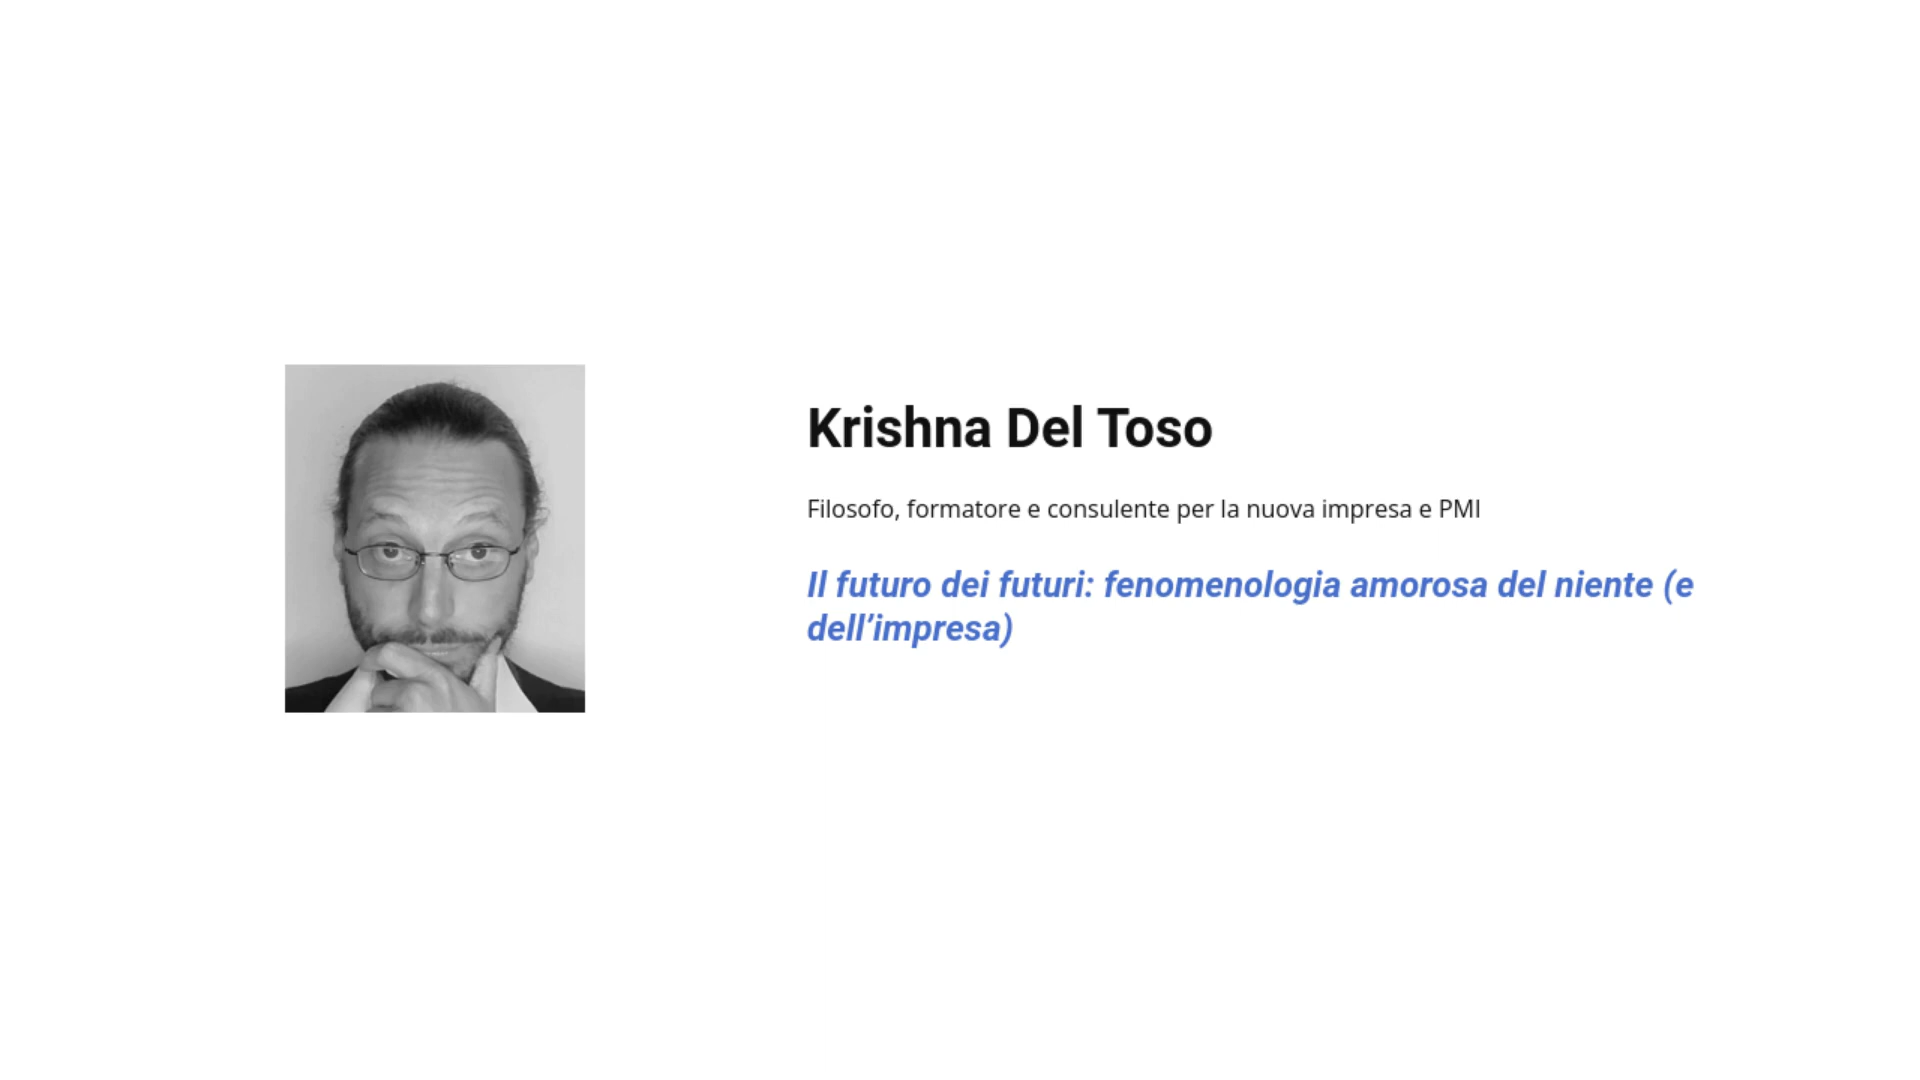 Krishna Del Toso
Filosofo, formatore e consulente per la nuova impresa e PMI
Il futuro dei futuri: fenomenologia amorosa del niente (e
dell’impresa)